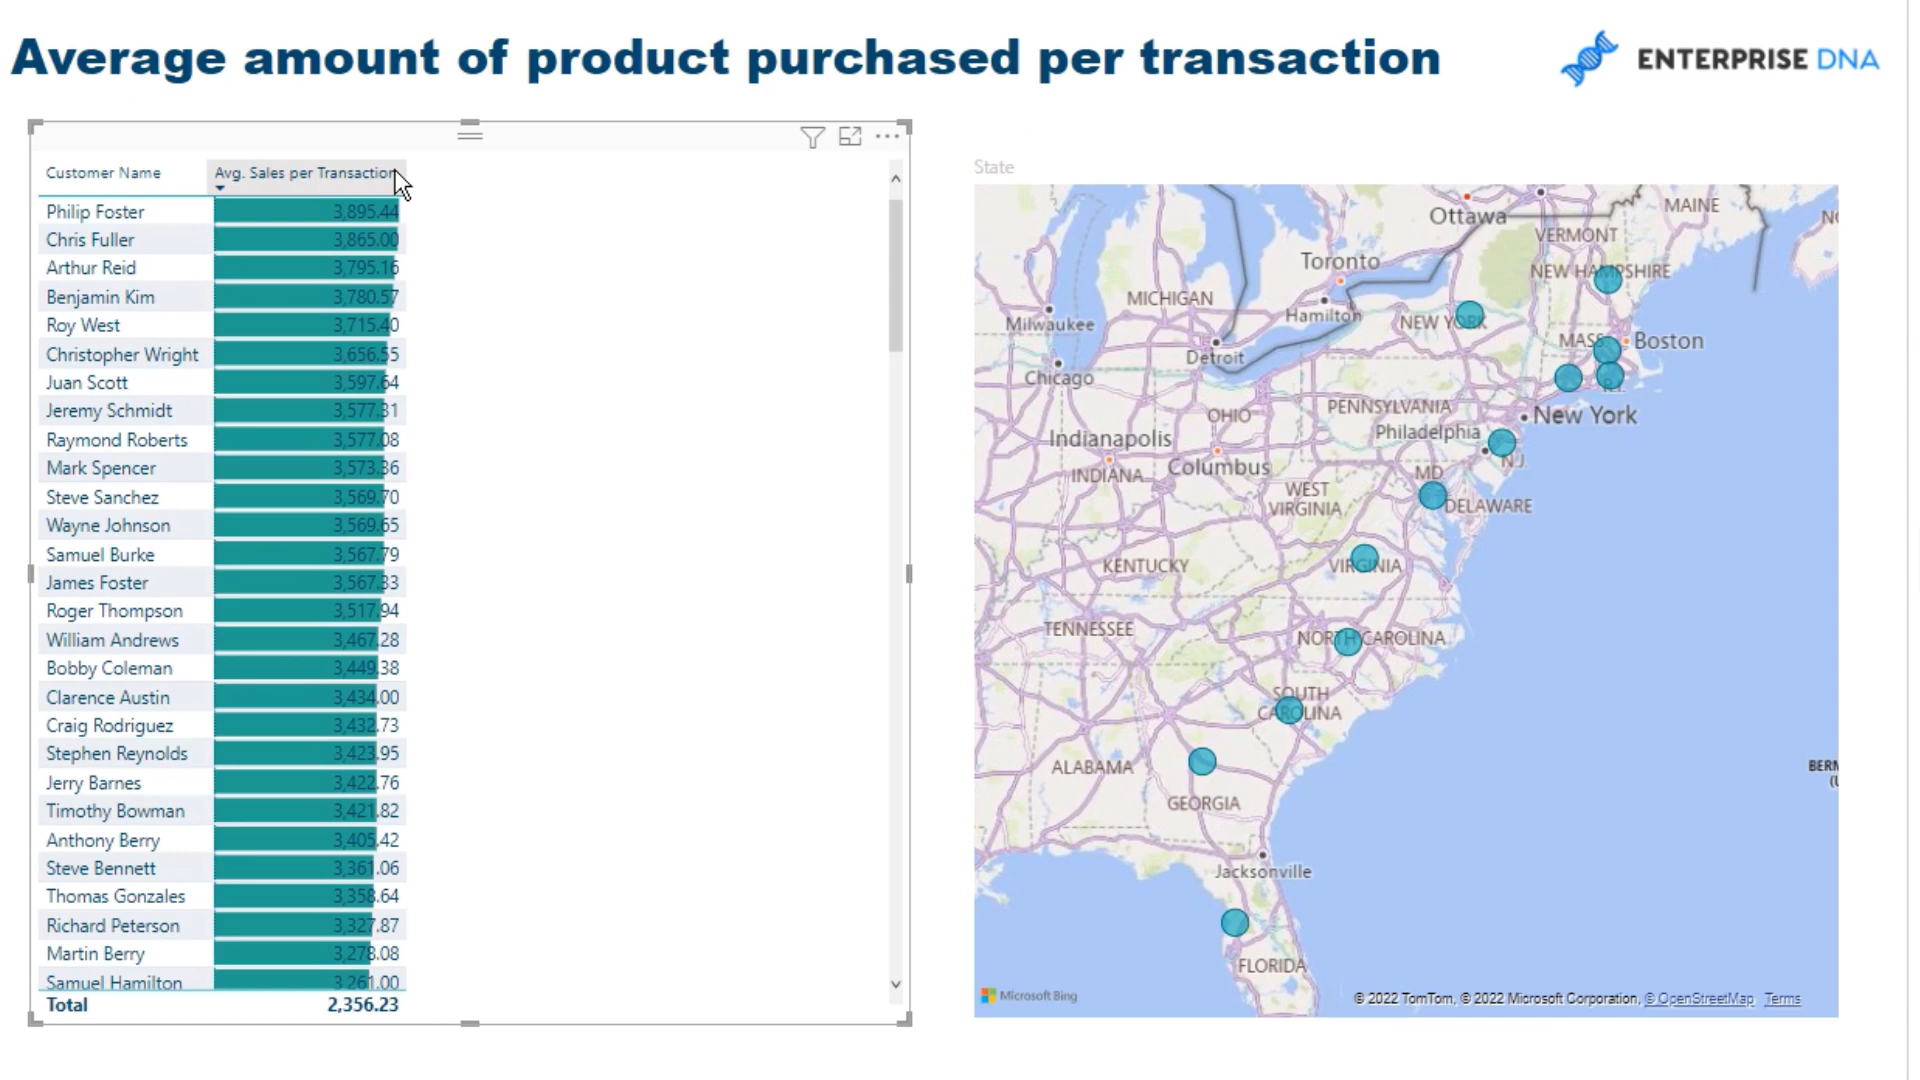 Average amount of product purchased per transaction
ENTERPRISE DNA
Customer Name Avg. Sales per Transaction
Philip Foster 3,895.44
Chris Fuller 3,865.00
Arthur Reid 3,795.16
Benjamin Kim 3,780.57
Roy West 3,715.40
Christopher Wright 3,656.55
Juan Scott 3,597.64
Jeremy Schmidt 3,577.31
Raymond Roberts 3,577.08
Mark Spencer 3,573.36
Steve Sanchez 3,569.70
Wayne Johnson 3,569.65
Samuel Burke 3,567.79
James Foster 3,567.33
Roger Thompson 3,517.94
William Andrews 3,467.28
Bobby Coleman 3,449.38
Clarence Austin 3,434.00
Craig Rodriguez 3,432.73
Stephen Reynolds 3,423.95
Jerry Barnes 3,422.76
Timothy Bowman 3,421.82
Anthony Berry 3,405.42
Steve Bennett 3,361.06
Thomas Gonzales 3,358.64
Richard Peterson 3,327.87
Martin Berry 3,278.08
Samuel Hamilton 3 261.00
Total 2,356.23
State
Ottawa
MAINE
VERMONT
Toronto
NEW HAMPSHIRE
MICHIGAN
Hamilton
Milwaukee
NEW YORK
MASS
Boston
Detroit
Chicago
R.I.
OHIO
PENNSYLVANIA
New York
Indianapolis
Philadelphia
Columbus
N.J.
INDIANA
MD
WEST
VIRGINIA
DELAWARE
KENTUCKY
VIRGINIA
TENNESSEE
NORTH CAROLINA
SOUTH
CAROLINA
ALABAMA
BERM
(U
GEORGIA
Jacksonville
FLORIDA
Microsoft Bing
© 2022 TomTom, © 2022 Microsoft Corporation, © OpenStreetMap Terms